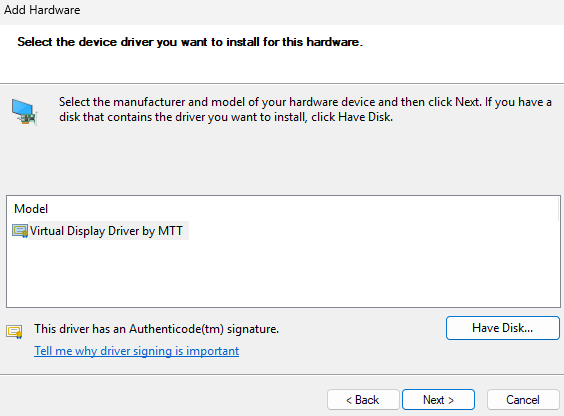 Add Hardware
Select the device driver you want to install for this hardware.
Select the manufacturer and model of your hardware device and then click Next. If you have a
disk that contains the driver you want to install, click Have Disk.
Model
Virtual Display Driver by MTT
This driver has an Authenticode(tm) signature.
Have Disk...
Tell me why driver signing is important
< Back
Next >
Cancel